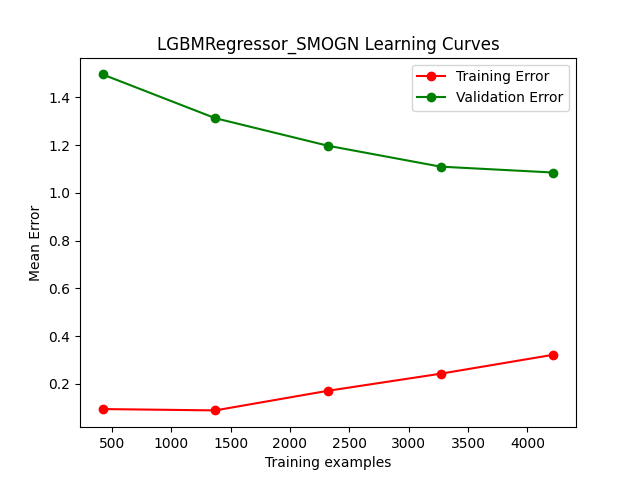 LGBMRegressor_SMOGN Learning Curves
Training Error
Validation Error
Mean Error
1.4
1.2
1.0
0.8
0.6
0.4
0.2
500 1000 1500 2000 2500 3000 3500 4000
Training examples